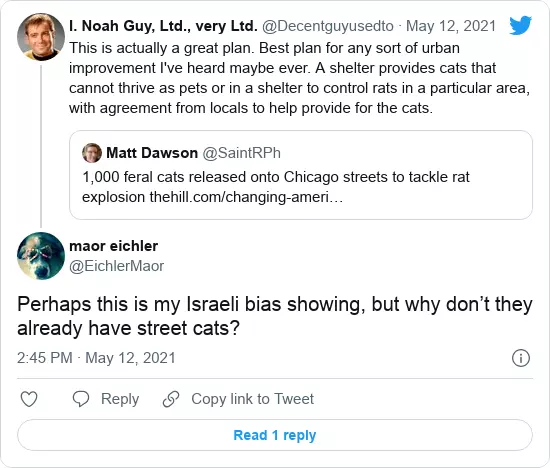 I. Noah Guy, Ltd., very Ltd. @Decentguyusedto · May 12, 2021
This is actually a great plan. Best plan for any sort of urban
improvement I've heard maybe ever. A shelter provides cats that
cannot thrive as pets or in a shelter to control rats in a particular area,
with agreement from locals to help provide for the cats.
Matt Dawson @SaintRPh
1,000 feral cats released onto Chicago streets to tackle rat
explosion thehill.com/changing-ameri…
maor eichler
@EichlerMaor
Perhaps this is my Israeli bias showing, but why don’t they
already have street cats?
2:45 PM · May 12, 2021
Reply
Copy link to Tweet
Read 1 reply